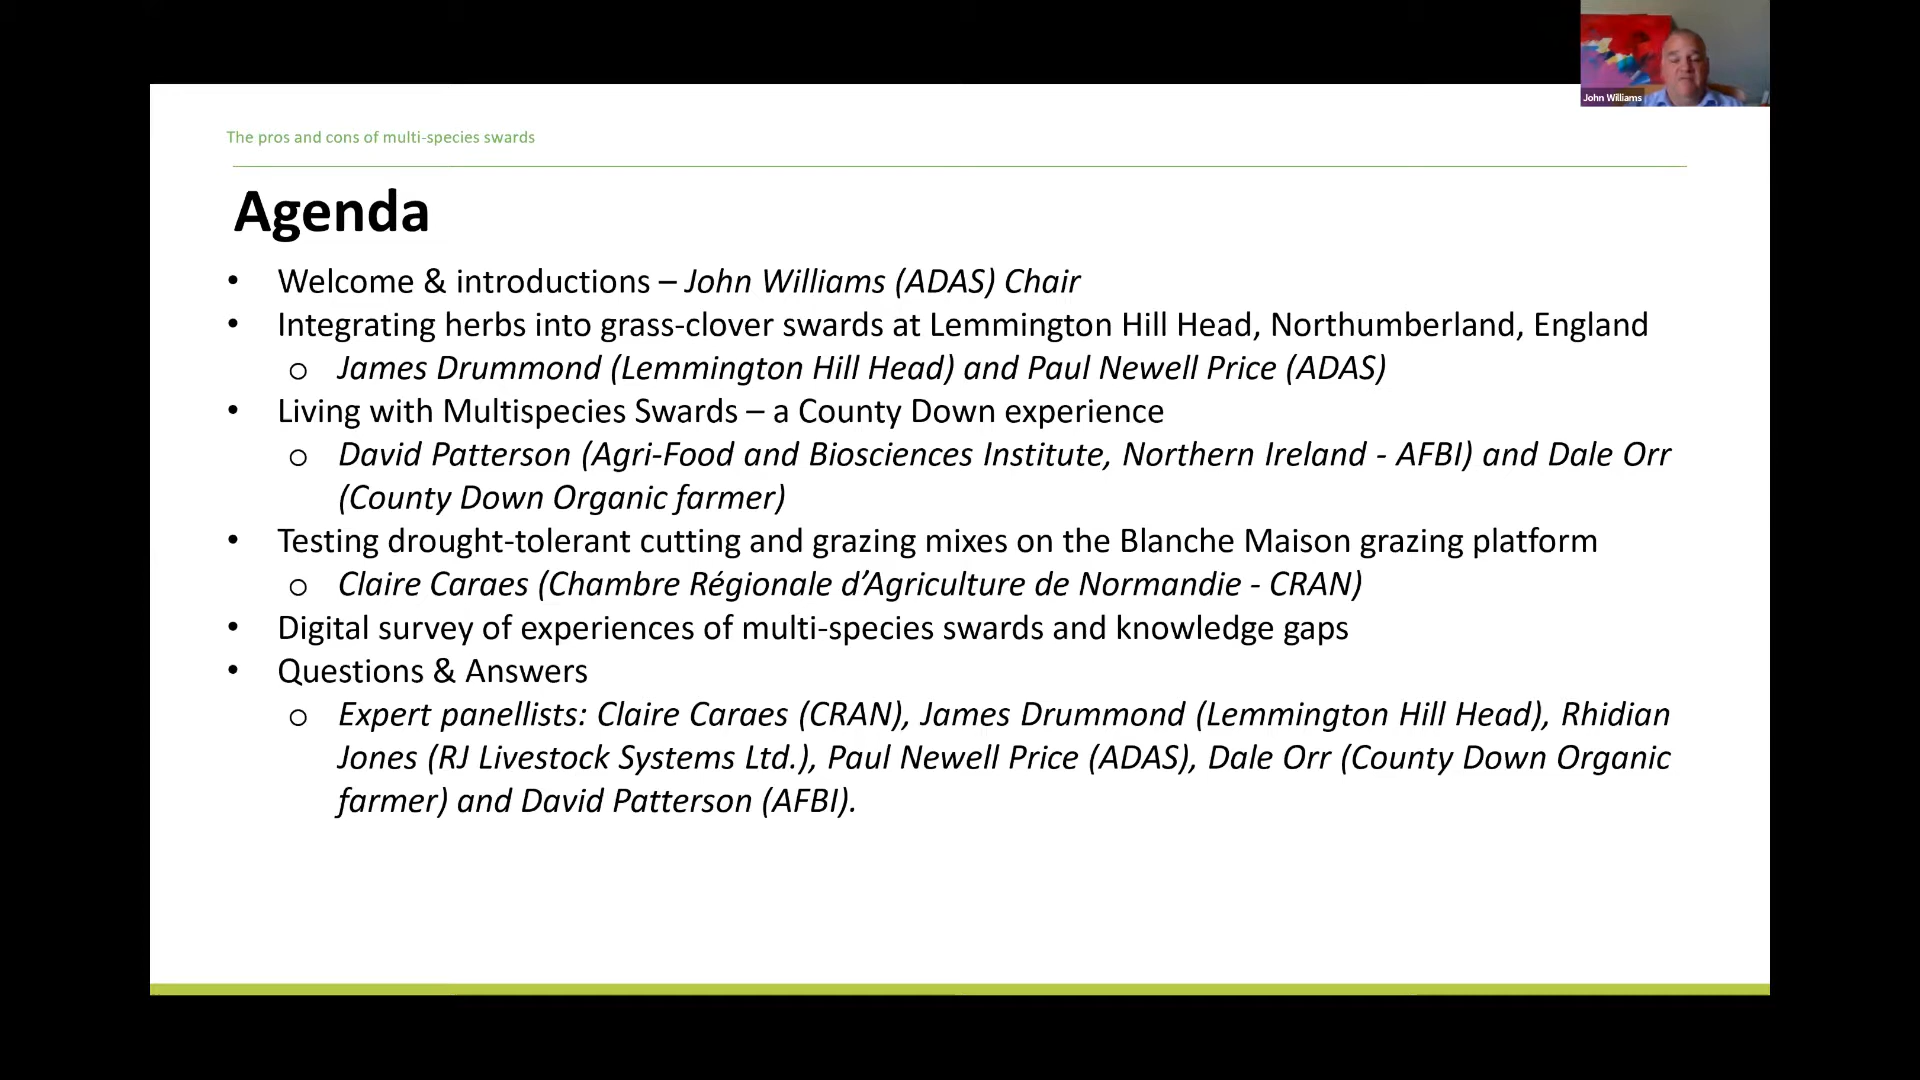 John Williams
The pros and cons of multi-species swards
Agenda
• Welcome & introductions – John Williams (ADAS) Chair
• Integrating herbs into grass-clover swards at Lemmington Hill Head, Northumberland, England
o James Drummond (Lemmington Hill Head) and Paul Newell Price (ADAS)
• Living with Multispecies Swards – a County Down experience
o David Patterson (Agri-Food and Biosciences Institute, Northern Ireland - AFBI) and Dale Orr
(County Down Organic farmer)
• Testing drought-tolerant cutting and grazing mixes on the Blanche Maison grazing platform
o Claire Caraes (Chambre Régionale d’Agriculture de Normandie - CRAN)
• Digital survey of experiences of multi-species swards and knowledge gaps
• Questions & Answers
o Expert panellists: Claire Caraes (CRAN), James Drummond (Lemmington Hill Head), Rhidian
Jones (RJ Livestock Systems Ltd.), Paul Newell Price (ADAS), Dale Orr (County Down Organic
farmer) and David Patterson (AFBI).